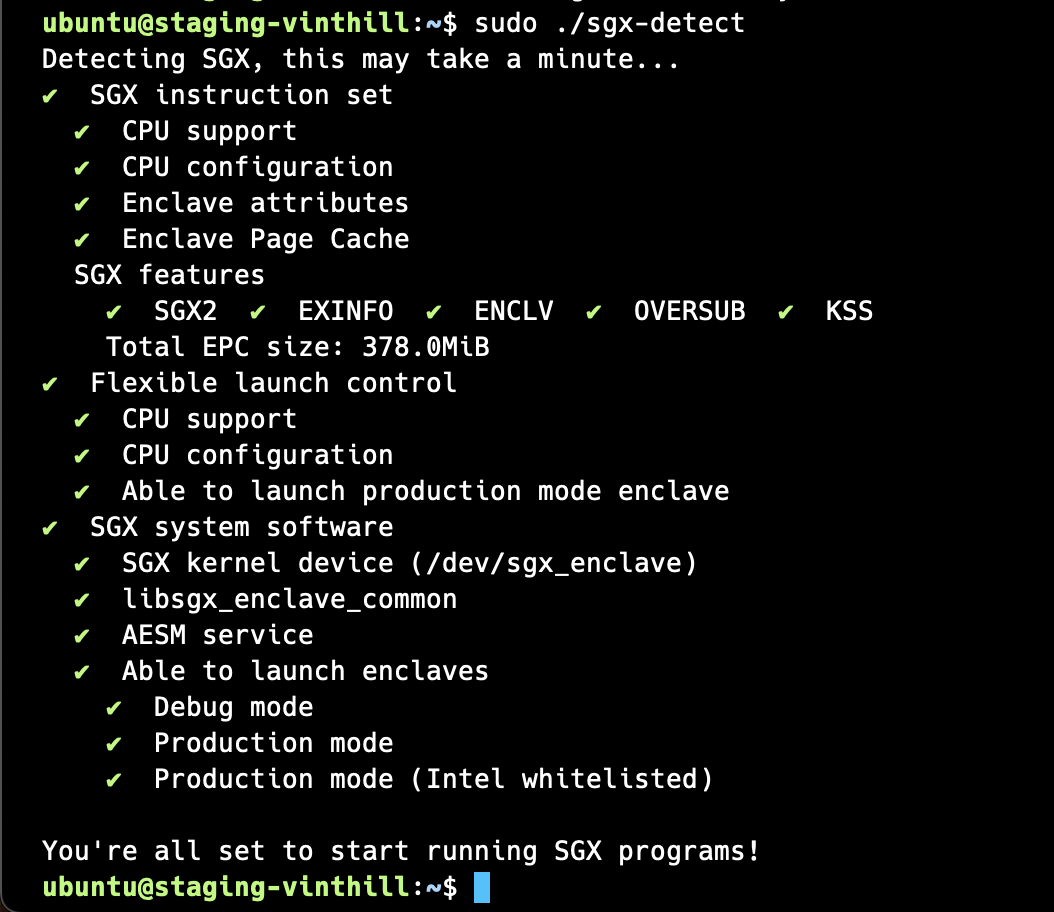 ubuntu@staging-vinthill:~$ sudo ./sgx-detect
Detecting SGX, this may take a minute...
✔ SGX instruction set
✔ CPU support
✔ CPU configuration
✔ Enclave attributes
✔ Enclave Page Cache
SGX features
✔ SGX2 ✔ EXINFO ✔ ENCLV ✔ OVERSUB ✔ KSS
Total EPC size: 378.0MiB
✔ Flexible launch control
✔ CPU support
✔ CPU configuration
✔ Able to launch production mode enclave
✔ SGX system software
✔ SGX kernel device (/dev/sgx_enclave)
✔ libsgx_enclave_common
✔ AESM service
✔ Able to launch enclaves
✔ Debug mode
✔ Production mode
✔ Production mode (Intel whitelisted)
You're all set to start running SGX programs!
ubuntu@staging-vinthill:~$